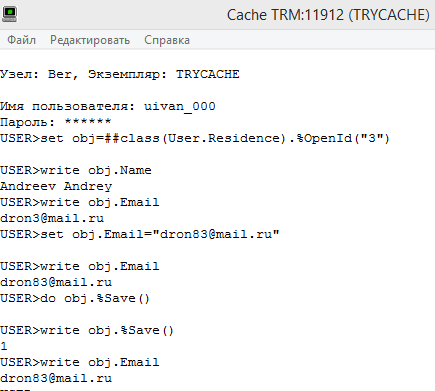 Cache TRM:11912 (TRYCACHE)
Файл Редактировать Справка
Узел: Ber, Экземпляр: TRYCACHE
Имя пользователя: uivan_000
Пароль: ******
USER>set obj=##class(User.Residence).%OpenId("3")
USER>write obj.Name
Andreev Andrey
USER>write obj.Email
dron3@mail.ru
USER>set obj.Email="dron83@mail.ru"
USER>write obj.Email
dron83@mail.ru
USER>do obj.%Save()
USER>write obj.%Save()
1
USER>write obj.Email
dron83@mail.ru